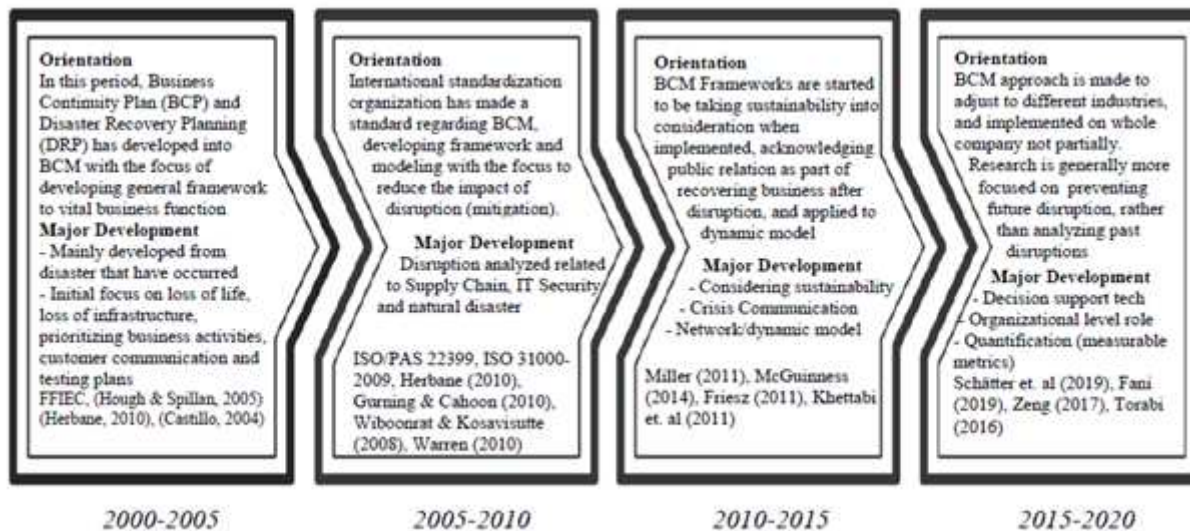 Orientation
In this period, Business
Continuity Plan (BCP) and
Disaster Recovery Planning
(DRP) has developed into
BCM with the focus of
developing general framework
to vital business function
Major Development
- Mainly developed from
disaster that have occurred
- Initial focus on loss of life,
loss of infrastructure,
prioritizing business activities,
customer communication and
testing plans
FFIEC, (Hough & Spillan, 2005)
(Herbane, 2010), (Castillo, 2004)
2000-2005
Orientation
International standardization
organization has made a
standard regarding BCM,
developing framework and
modeling with the focus to
reduce the impact of
disruption (mitigation).
Major Development
Disruption analyzed related
to Supply Chain, IT Security
and natural disaster
ISO/PAS 22399, ISO 31000-
2009, Herbane (2010),
Gurning & Cahoon (2010),
Wiboonrat & Kosavisutte
(2008), Warren (2010)
2005-2010
Orientation
BCM Frameworks are started
to be taking sustainability into
consideration when
implemented, acknowledging
public relation as part of
recovering business after
disruption, and applied to
dynamic model
Major Development
- Considering sustainability
- Crisis Communication
- Network/dynamic model
Miller (2011), McGuinness
(2014), Friesz (2011), Khettabi
et. al (2011)
2010-2015
Orientation
BCM approach is made to
adjust to different industries,
and implemented on whole
company not partially.
Research is generally more
focused on preventing
future disruption, rather
than analyzing past
disruptions
Major Development
- Decision support tech
- Organizational level role
- Quantification (measurable
metrics)
Schätter et. al (2019), Fani
(2019), Zeng (2017), Torabi
(2016)
2015-2020